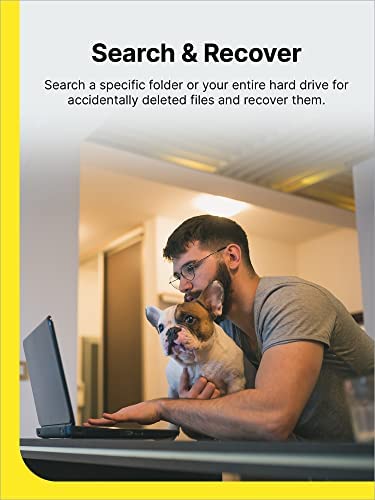 Search & Recover
Search a specific folder or your entire hard drive for
accidentally deleted files and recover them.